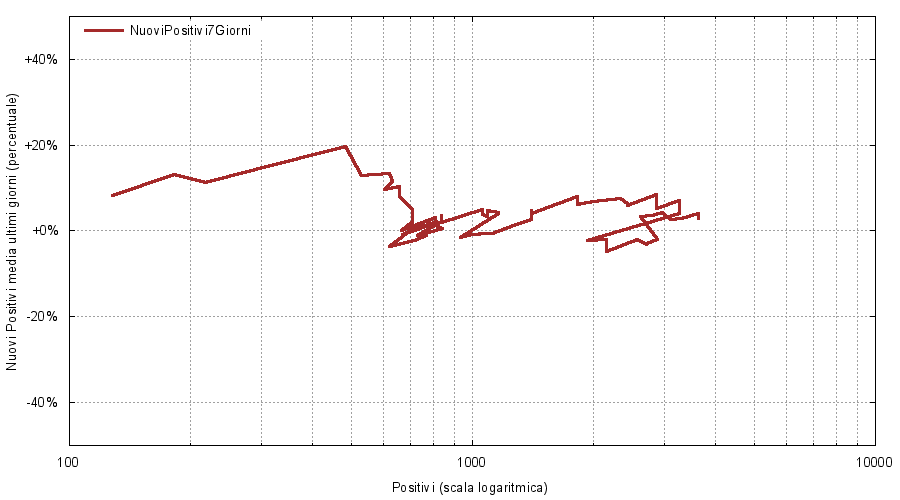 NuoviPositivi7Giorni
+40%
+20%
+0%
-20%
-40%
Nuovi Positivi media ultimi giorni (percentuale)
100
1000
10000
Positivi (scala logaritmica)